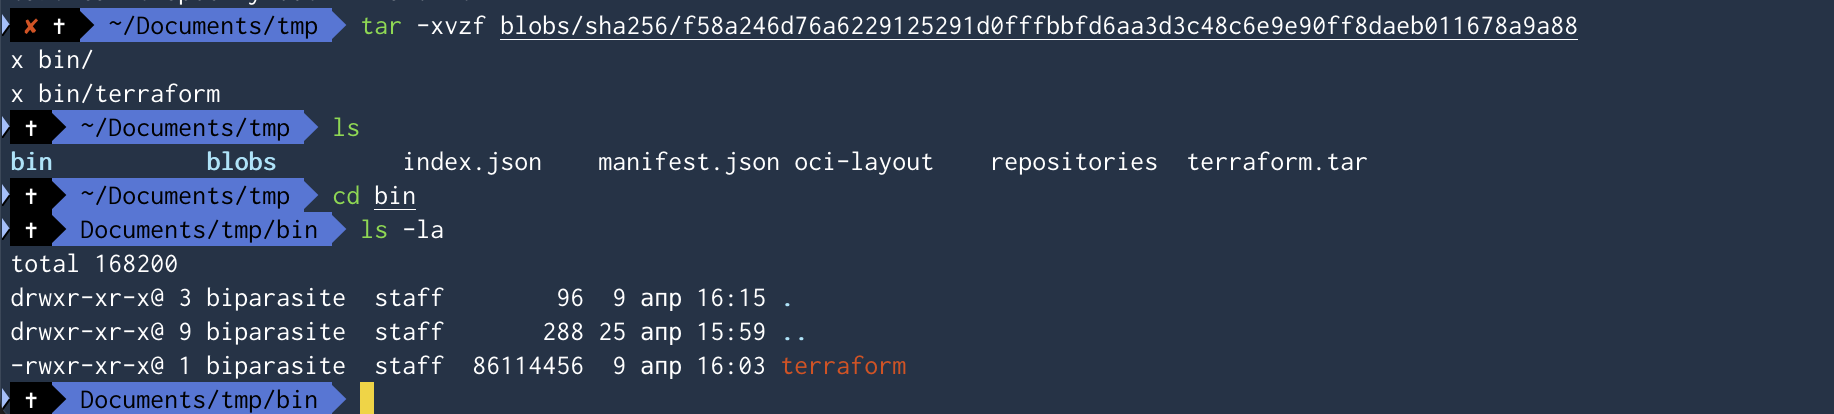 ✘ † ~/Documents/tmp tar -xvzf blobs/sha256/f58a246d76a6229125291d0fffbbfd6aa3d3c48c6e9e90ff8daeb011678a9a88
x bin/
x bin/terraform
† ~/Documents/tmp ls
bin blobs index.json manifest.json oci-layout repositories terraform.tar
† ~/Documents/tmp cd bin
† Documents/tmp/bin ls -la
total 168200
drwxr-xr-x@ 3 biparasite staff 96 9 апр 16:15 .
drwxr-xr-x@ 9 biparasite staff 288 25 апр 15:59 ..
-rwxr-xr-x@ 1 biparasite staff 86114456 9 апр 16:03 terraform
† Documents/tmp/bin